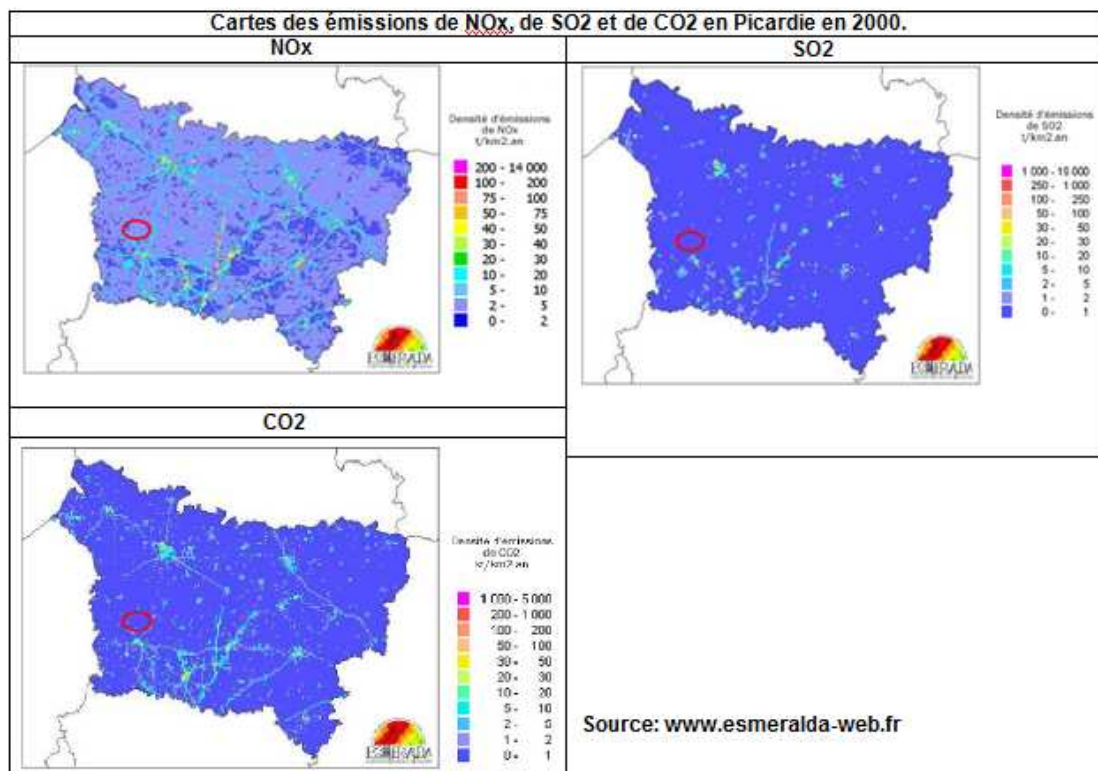 Cartes des émissions de NOx, de SO2 et de CO2 en Picardie en 2000.
NOx
Densité d'émissions
de NOx
t/km2.an
200 - 14 000
100 - 200
75 - 100
50 - 75
40 - 50
30 - 40
20 - 30
10 - 20
5 - 10
2 - 5
0 - 2
ESMERALDA
SO2
Densité d'émissions
de SO2
t/km2.an
1 000 - 19 000
250 - 1 000
100 - 250
50 - 100
30 - 50
20 - 30
10 - 20
5 - 10
2 - 5
1 - 2
0 - 1
ESMERALDA
CO2
Densité d'émissions
de CO2
kt/km2.an
1 000 - 5 000
200 - 1 000
100 - 200
50 - 100
30 - 50
20 - 30
10 - 20
5 - 10
2 - 5
1 - 2
0 - 1
ESMERALDA
Source: www.esmeralda-web.fr